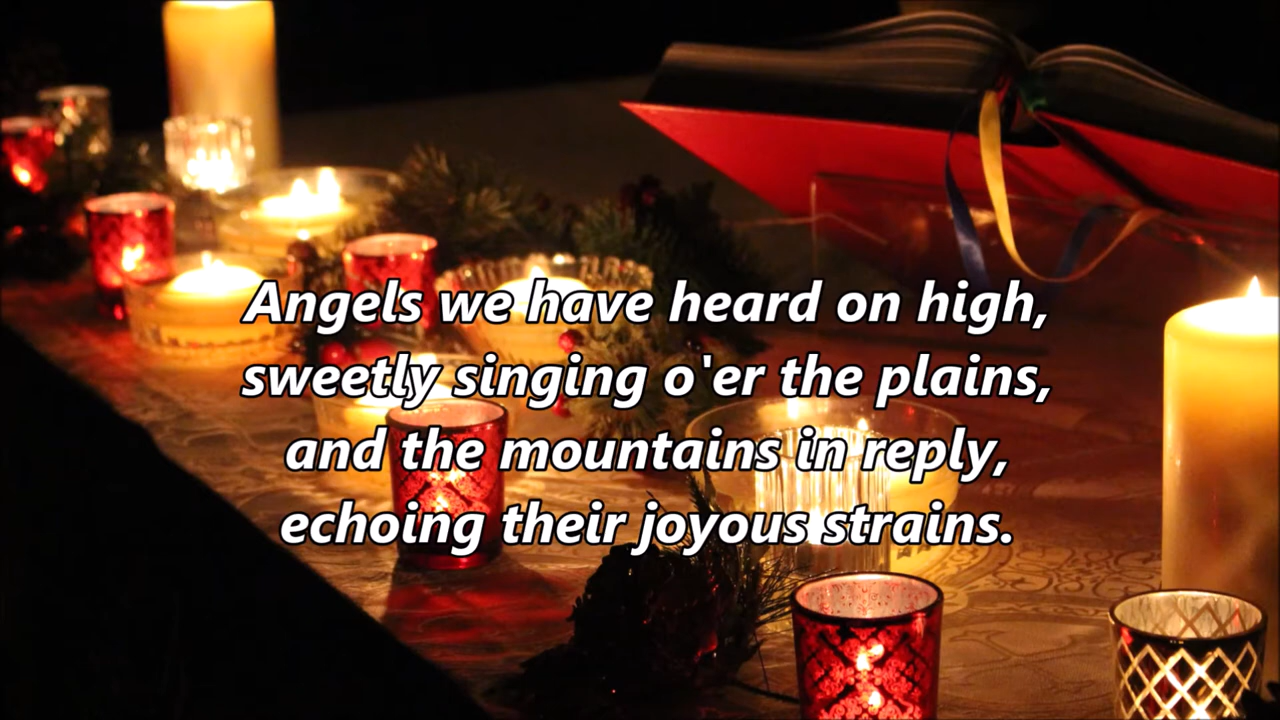 Angels we have heard on high,
sweetly singing o'er the plains,
and the mountains in reply,
echoing their joyous strains.